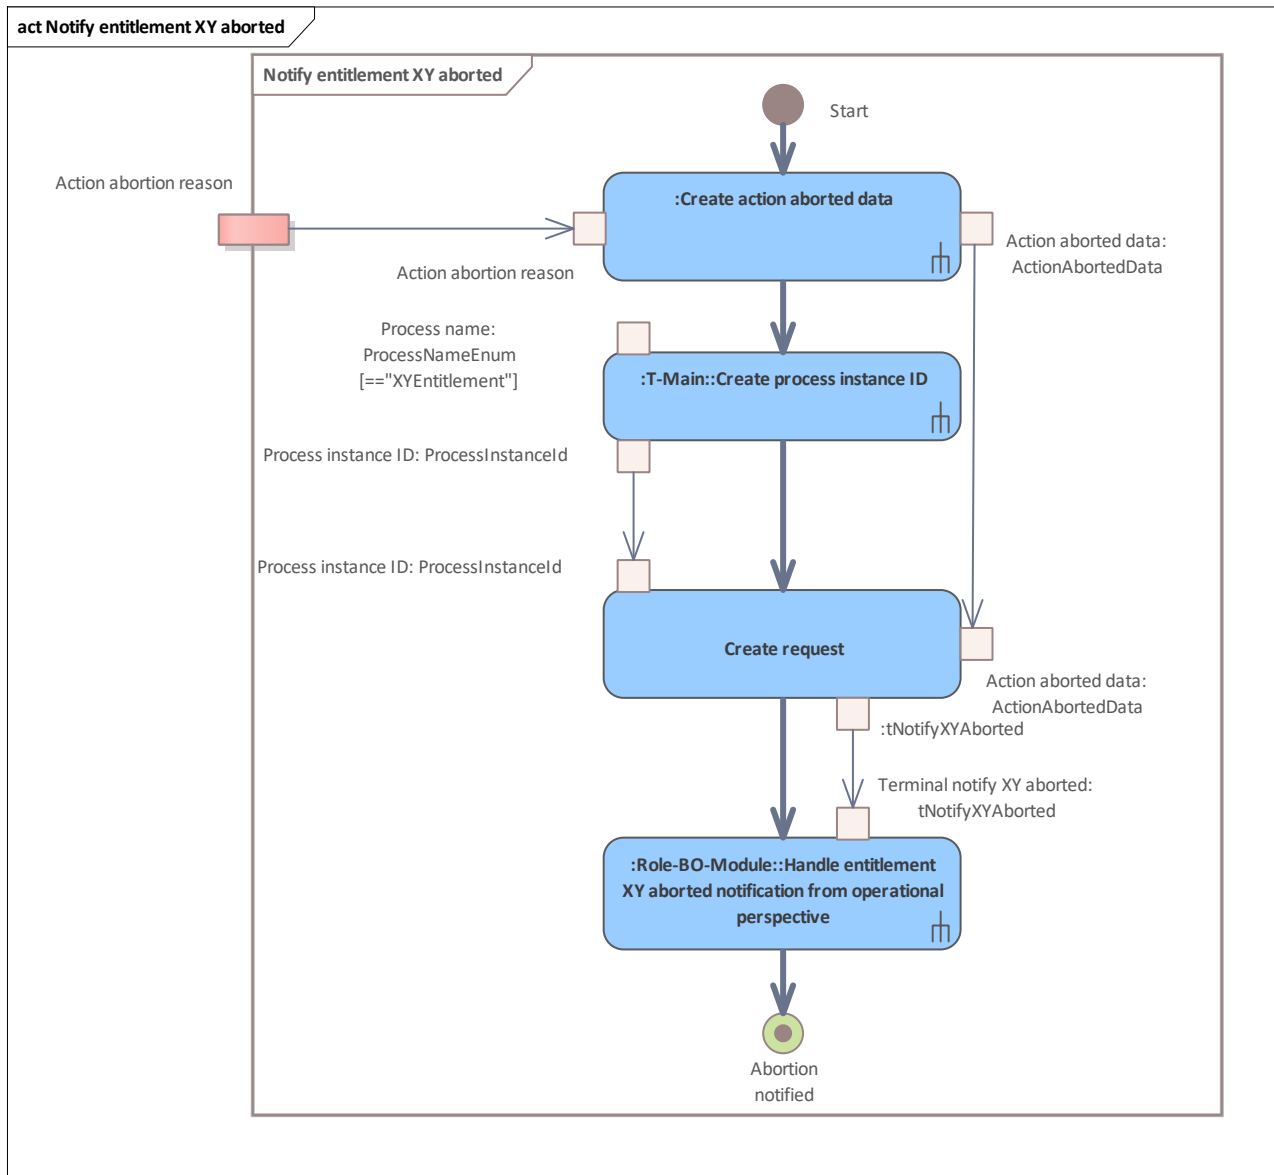 act Notify entitlement XY aborted
Notify entitlement XY aborted
Start
Action abortion reason
:Create action aborted data
Action aborted data:
ActionAbortedData
Action abortion reason
Process name:
ProcessNameEnum
[=="XYEntitlement"]
:T-Main::Create process instance ID
Process instance ID: ProcessInstanceId
Process instance ID: ProcessInstanceId
Create request
Action aborted data:
ActionAbortedData
:tNotifyXYAborted
Terminal notify XY aborted:
tNotifyXYAborted
:Role-BO-Module::Handle entitlement
XY aborted notification from operational
perspective
Abortion
notified